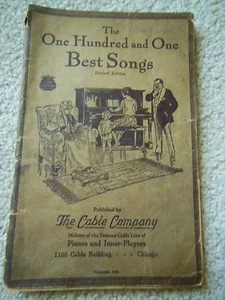 The
One Hundred and One
Best Songs
Revised Edition
Published by
The Cable Company
Makers of the Famous Cable Line of
Pianos and Inner-Players
1100 Cable Building, Chicago